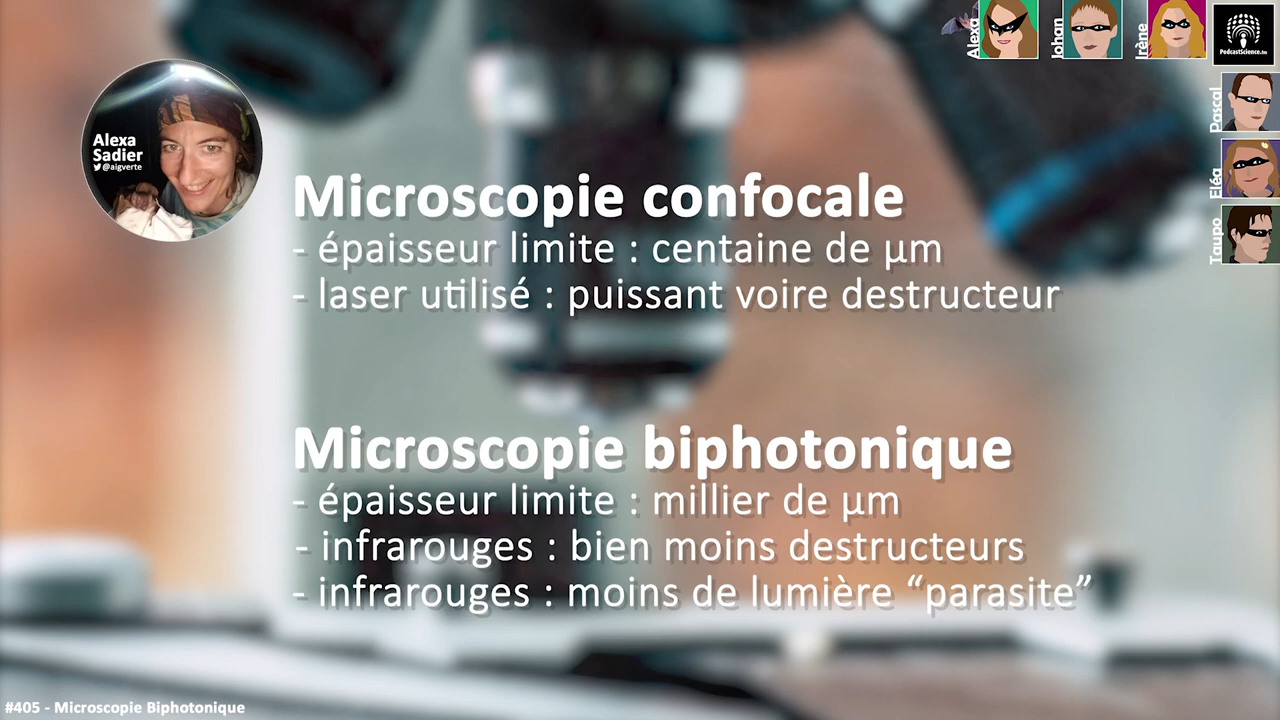 Alexa
Johan
Irène
PodcastScience.fm
Pascal
Eléa
Taupo
Alexa
Sadier
@aigverte
Microscopie confocale
- épaisseur limite : centaine de µm
- laser utilisé : puissant voire destructeur
Microscopie biphotonique
- épaisseur limite : millier de µm
- infrarouges : bien moins destructeurs
- infrarouges : moins de lumière “parasite”
#405 - Microscopie Biphotonique